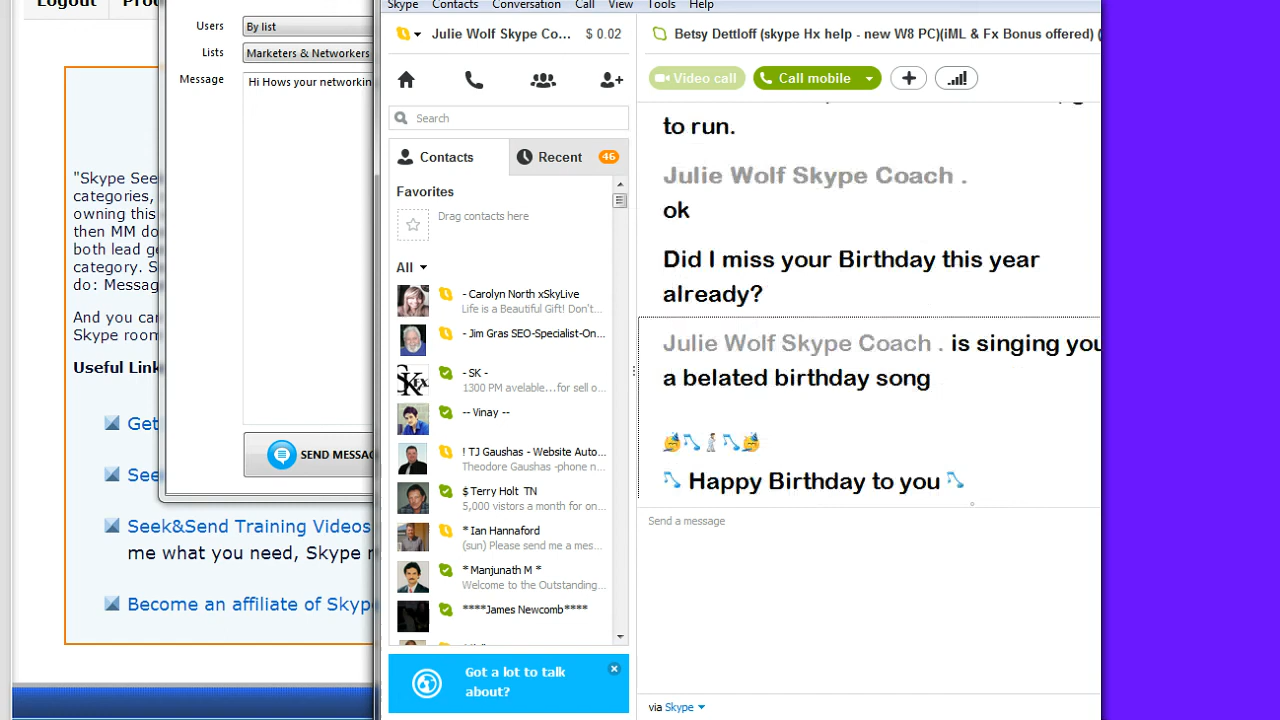 Logout
Users
By list
Lists
Marketers & Networkers
Message
Hi Hows your networkin
"Skype See
categories,
owning this
then MM do
both lead ge
category. S
do: Messag
And you can
Skype room
Useful Link
Get
See
Seek&Send Training Videos
me what you need, Skype
Become an affiliate of Skyp
SEND MESSAG
Skype Contacts Conversation Call View Tools Help
Julie Wolf Skype Co... $ 0.02
Search
Contacts
Recent 46
Favorites
Drag contacts here
All
- Carolyn North xSkyLive
Life is a Beautiful Gift! Don't...
- Jim Gras SEO-Specialist-On...
- SK -
1300 PM avelable...for sell o...
-- Vinay --
! TJ Gaushas - Website Auto...
Theodore Gaushas -phone n...
$ Terry Holt TN
5,000 vistors a month for on...
* Ian Hannaford
(sun) Please send me a mes...
* Manjunath M *
Welcome to the Outstanding...
****James Newcomb****
Got a lot to talk
about?
Betsy Dettloff (skype Hx help - new W8 PC)(iML & Fx Bonus offered) (
Video call
Call mobile
to run.
Julie Wolf Skype Coach .
ok
Did I miss your Birthday this year
already?
Julie Wolf Skype Coach . is singing you
a belated birthday song
Happy Birthday to you
Send a message
via Skype